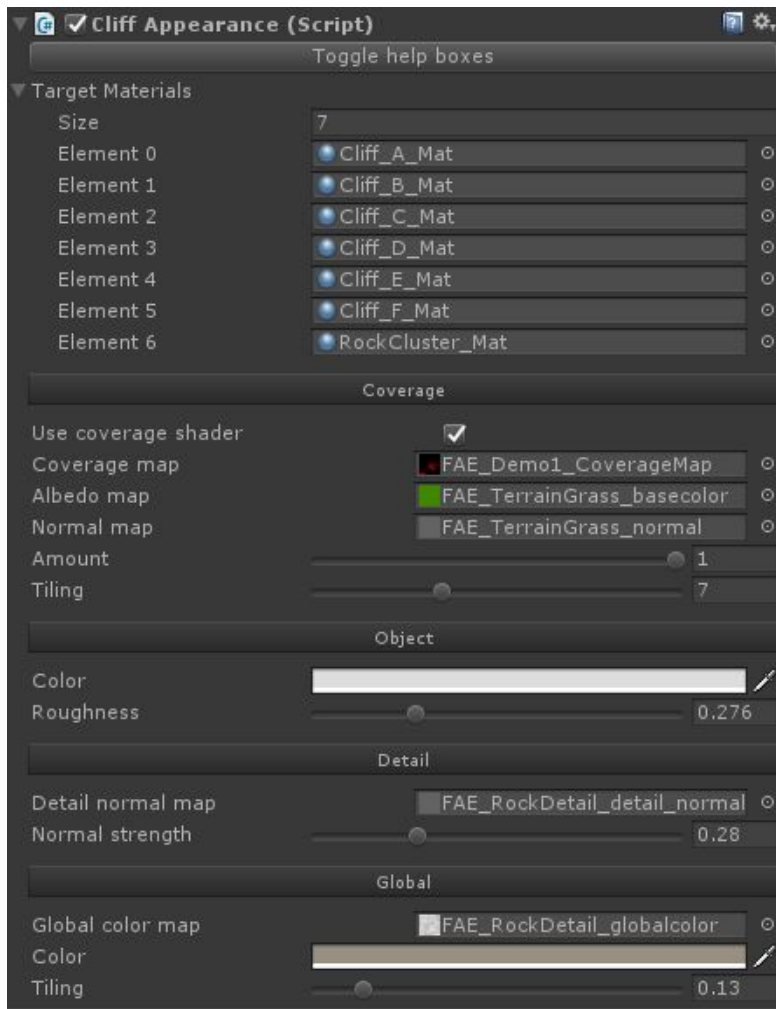 Cliff Appearance (Script)
Toggle help boxes
Target Materials
Size 7
Element 0 Cliff_A_Mat
Element 1 Cliff_B_Mat
Element 2 Cliff_C_Mat
Element 3 Cliff_D_Mat
Element 4 Cliff_E_Mat
Element 5 Cliff_F_Mat
Element 6 RockCluster_Mat
Coverage
Use coverage shader
Coverage map FAE_Demo1_CoverageMap
Albedo map FAE_TerrainGrass_basecolor
Normal map FAE_TerrainGrass_normal
Amount 1
Tiling 7
Object
Color
Roughness 0.276
Detail
Detail normal map FAE_RockDetail_detail_normal
Normal strength 0.28
Global
Global color map FAE_RockDetail_globalcolor
Color
Tiling 0.13